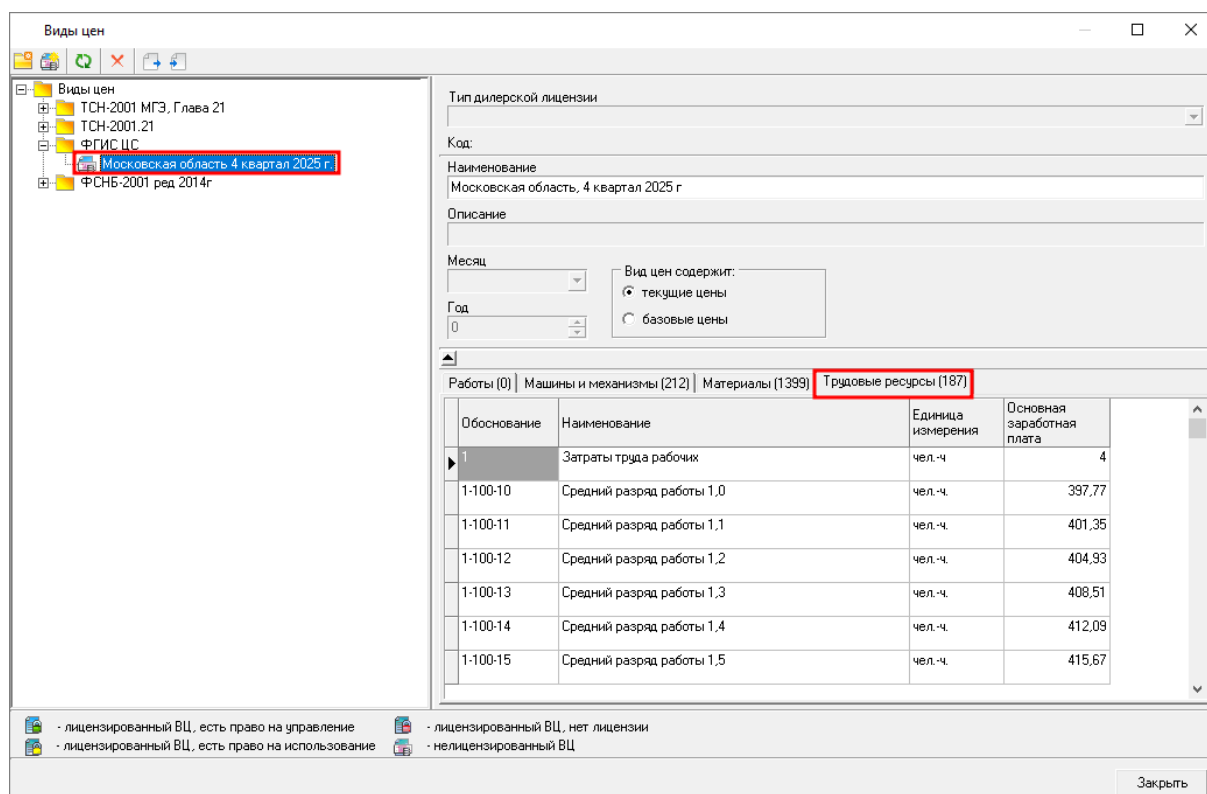 Виды цен
Виды цен
ТСН-2001 МГЭ, Глава 21
ТСН-2001.21
ФГИС ЦС
Московская область 4 квартал 2025 г.
ФСНБ-2001 ред 2014г
Тип дилерской лицензии
Код:
Наименование
Московская область, 4 квартал 2025 г
Описание
Месяц
Год
0
Вид цен содержит:
текущие цены
базовые цены
Работы (0) Машины и механизмы (212) Материалы (1399) Трудовые ресурсы (187)
Обоснование Наименование Единица измерения Основная заработная плата
1 Затраты труда рабочих чел.-ч 4
1-100-10 Средний разряд работы 1,0 чел.-ч. 397,77
1-100-11 Средний разряд работы 1,1 чел.-ч. 401,35
1-100-12 Средний разряд работы 1,2 чел.-ч. 404,93
1-100-13 Средний разряд работы 1,3 чел.-ч. 408,51
1-100-14 Средний разряд работы 1,4 чел.-ч. 412,09
1-100-15 Средний разряд работы 1,5 чел.-ч. 415,67
- лицензированный ВЦ, есть право на управление
- лицензированный ВЦ, нет лицензии
- лицензированный ВЦ, есть право на использование
- нелицензированный ВЦ
Закрыть